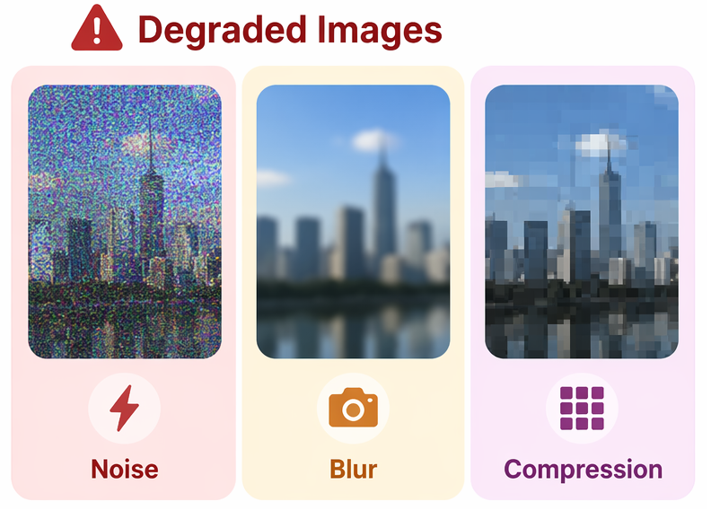 Degraded Images
Noise
Blur
Compression